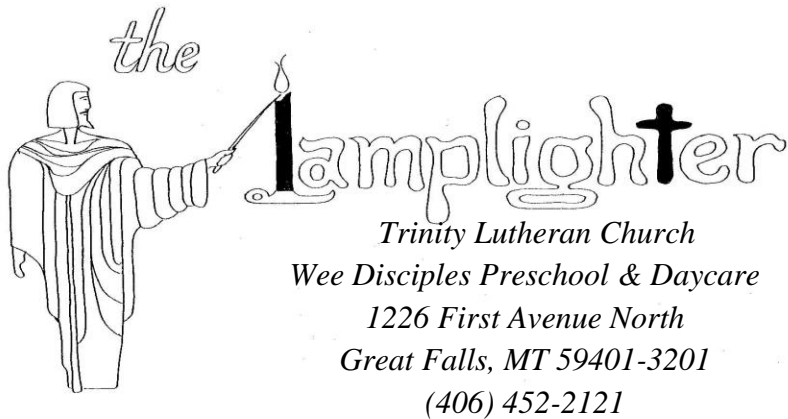 the
Lamplighter
Trinity Lutheran Church
Wee Disciples Preschool & Daycare
1226 First Avenue North
Great Falls, MT 59401-3201
(406) 452-2121